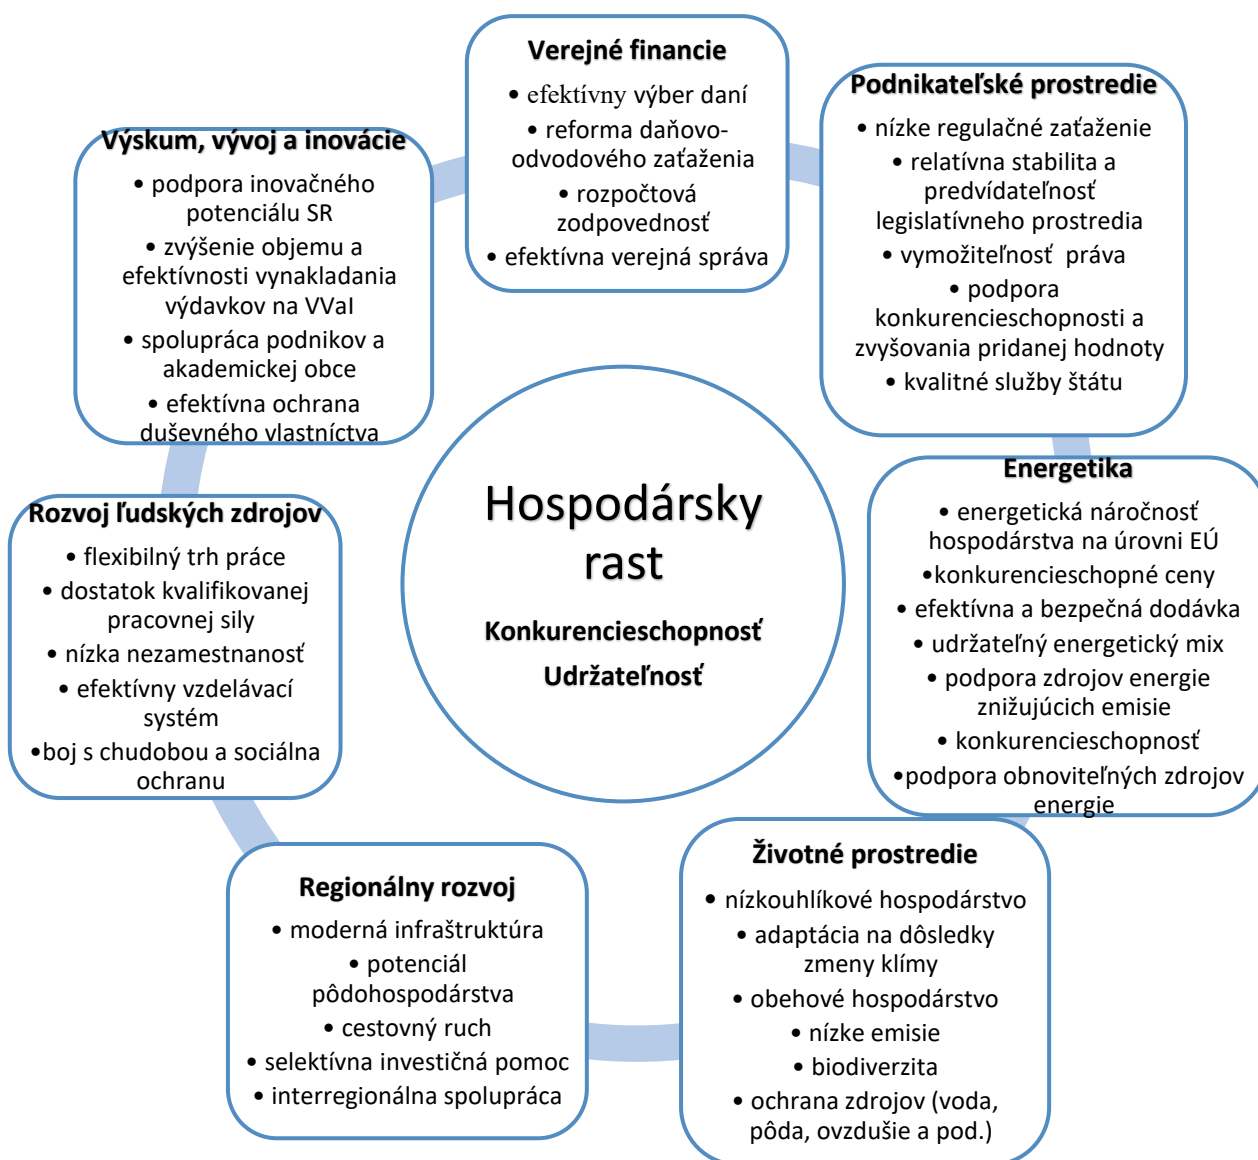 Verejné financie
• efektívny výber daní
• reforma daňovo-
odvodového zaťaženia
• rozpočtová
zodpovednosť
• efektívna verejná správa
Podnikateľské prostredie
• nízke regulačné zaťaženie
• relatívna stabilita a
predvídateľnosť
legislatívneho prostredia
• vymožiteľnosť  práva
• podpora
konkurencieschopnosti a
zvyšovania pridanej hodnoty
• kvalitné služby štátu
Energetika
• energetická náročnosť
hospodárstva na úrovni EÚ
•konkurencieschopné ceny
• efektívna a bezpečná dodávka
• udržateľný energetický mix
• podpora zdrojov energie
znižujúcich emisie
• konkurencieschopnosť
•podpora obnoviteľných zdrojov
energie
Životné prostredie
• nízkouhlíkové hospodárstvo
• adaptácia na dôsledky
zmeny klímy
• obehové hospodárstvo
• nízke emisie
• biodiverzita
• ochrana zdrojov (voda,
pôda, ovzdušie a pod.)
Regionálny rozvoj
• moderná infraštruktúra
• potenciál
pôdohospodárstva
• cestovný ruch
• selektívna investičná pomoc
• interregionálna spolupráca
Rozvoj ľudských zdrojov
• flexibilný trh práce
• dostatok kvalifikovanej
pracovnej sily
• nízka nezamestnanosť
• efektívny vzdelávací
systém
•boj s chudobou a sociálna
ochranu
Výskum, vývoj a inovácie
• podpora inovačného
potenciálu SR
• zvýšenie objemu a
efektívnosti vynakladania
výdavkov na VVaI
• spolupráca podnikov a
akademickej obce
• efektívna ochrana
duševného vlastníctva
Hospodársky
rast
Konkurencieschopnosť
Udržateľnosť